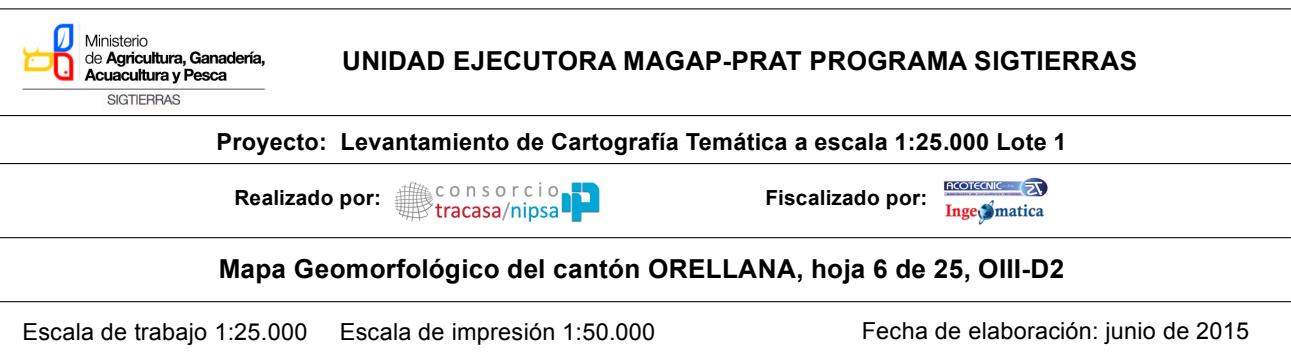 Ministerio
de Agricultura, Ganadería,
Acuacultura y Pesca
SIGTIERRAS
UNIDAD EJECUTORA MAGAP-PRAT PROGRAMA SIGTIERRAS
Proyecto: Levantamiento de Cartografía Temática a escala 1:25.000 Lote 1
Realizado por: consorcio tracasa/nipsa
Fiscalizado por: ACOTECNIC
Ingeomatica
Mapa Geomorfológico del cantón ORELLANA, hoja 6 de 25, OIII-D2
Escala de trabajo 1:25.000 Escala de impresión 1:50.000 Fecha de elaboración: junio de 2015